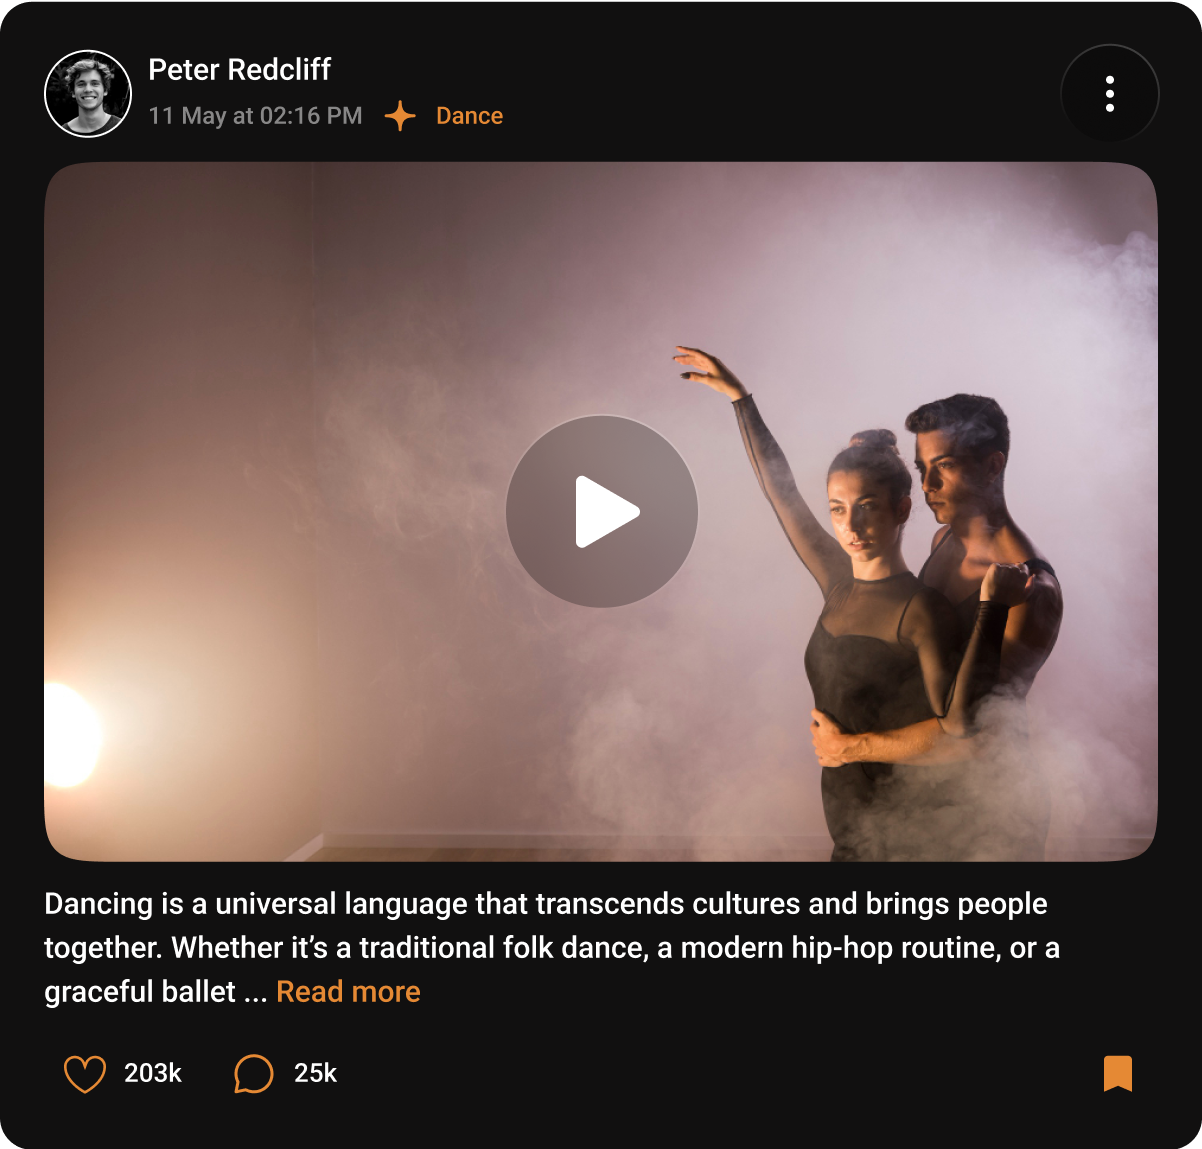 Peter Redcliff
11 May at 02:16 PM Dance
Dancing is a universal language that transcends cultures and brings people
together. Whether it’s a traditional folk dance, a modern hip-hop routine, or a
graceful ballet ... Read more
203k 25k